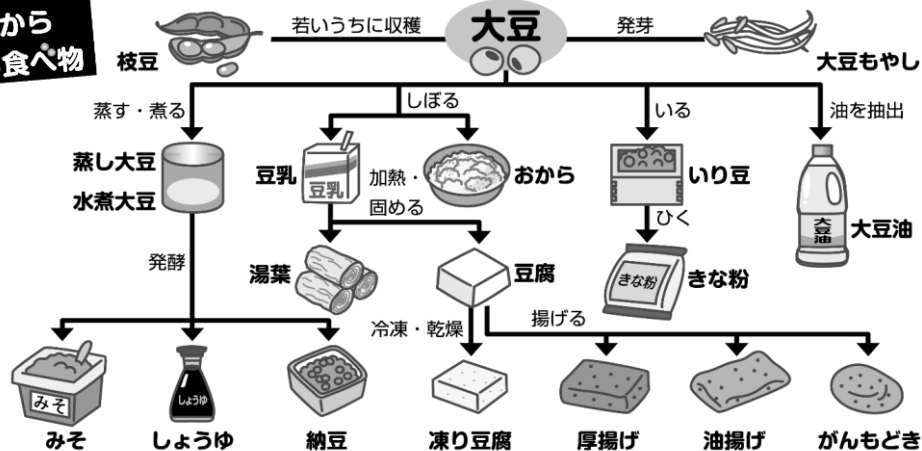 から
食べ物
若いうちに収穫
大豆
発芽
枝豆
大豆もやし
蒸す・煮る
しぼる
いる
油を抽出
蒸し大豆
水煮大豆
豆乳
豆乳
加熱・
固める
おから
いり豆
大豆油
大豆油
ひく
発酵
湯葉
豆腐
きな粉
きな粉
冷凍・乾燥
揚げる
みそ
しょうゆ
みそ
しょうゆ
納豆
凍り豆腐
厚揚げ
油揚げ
がんもどき